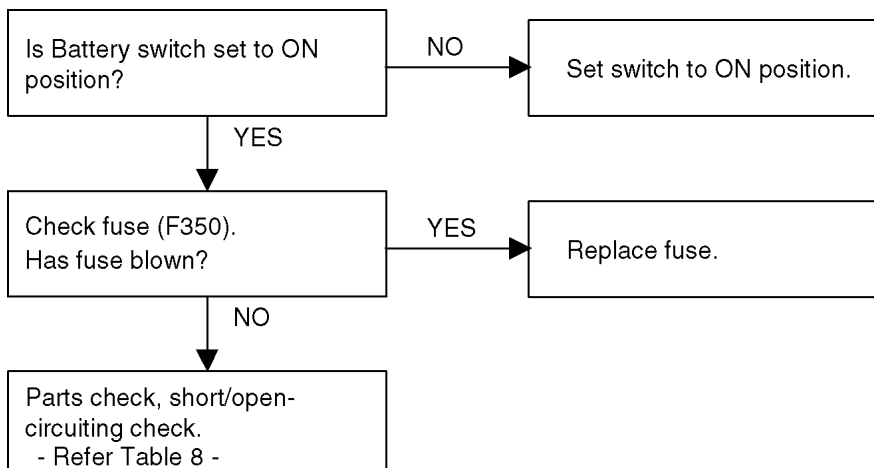 Is Battery switch set to ON
position?
NO
Set switch to ON position.
YES
Check fuse (F350).
Has fuse blown?
YES
Replace fuse.
NO
Parts check, short/open-
circuiting check.
- Refer Table 8 -